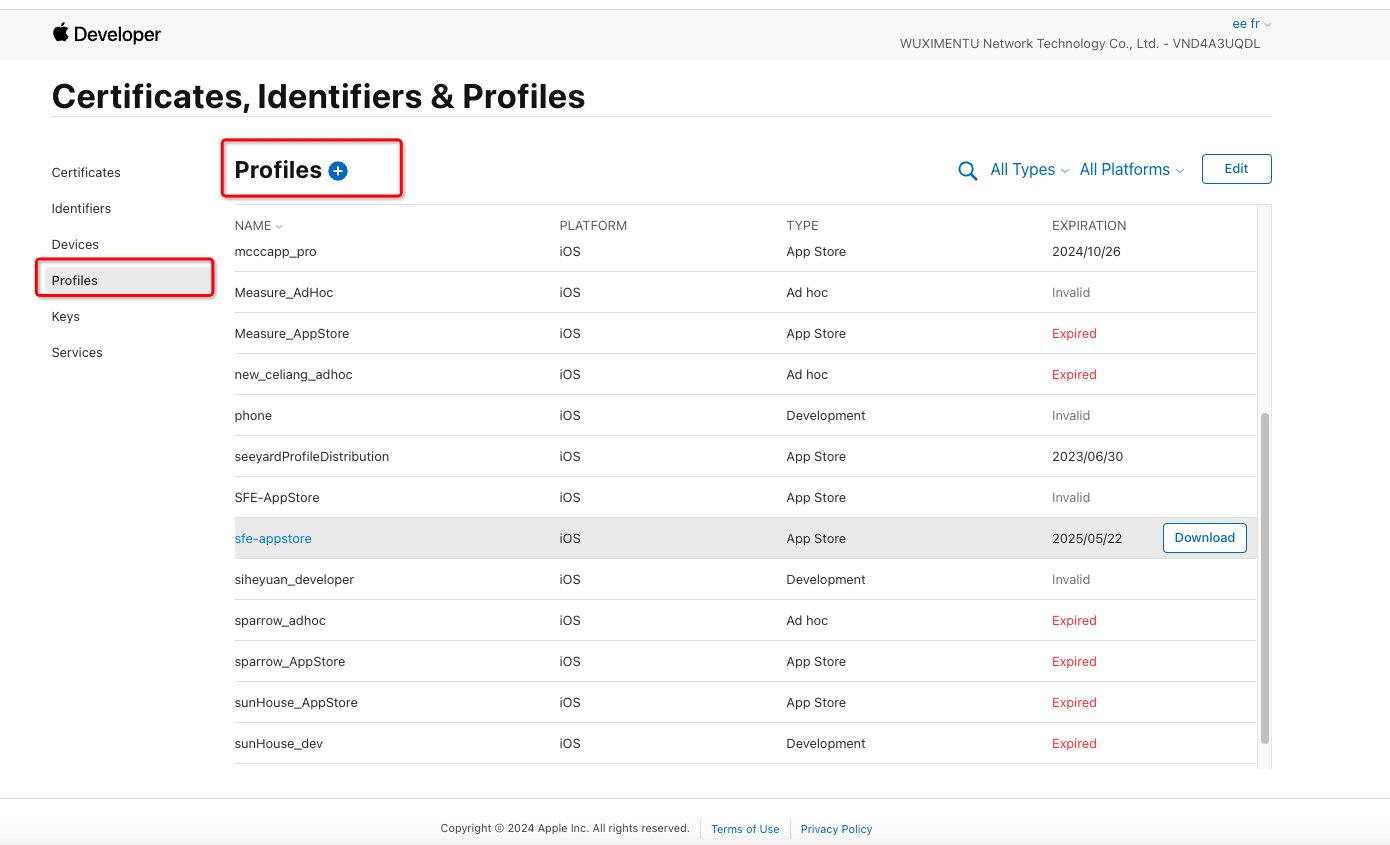 Developer
ee fr
WUXIMENTU Network Technology Co., Ltd. - VND4A3UQDL
Certificates, Identifiers & Profiles
Certificates
Identifiers
Devices
Profiles
Keys
Services
Profiles
All Types
All Platforms
Edit
NAME PLATFORM TYPE EXPIRATION
mcccapp_pro iOS App Store 2024/10/26
Measure_AdHoc iOS Ad hoc Invalid
Measure_AppStore iOS App Store Expired
new_celiang_adhoc iOS Ad hoc Expired
phone iOS Development Invalid
seeyardProfileDistribution iOS App Store 2023/06/30
SFE-AppStore iOS App Store Invalid
sfe-appstore iOS App Store 2025/05/22 Download
siheyuan_developer iOS Development Invalid
sparrow_adhoc iOS Ad hoc Expired
sparrow_AppStore iOS App Store Expired
sunHouse_AppStore iOS App Store Expired
sunHouse_dev iOS Development Expired
Copyright © 2024 Apple Inc. All rights reserved. Terms of Use Privacy Policy